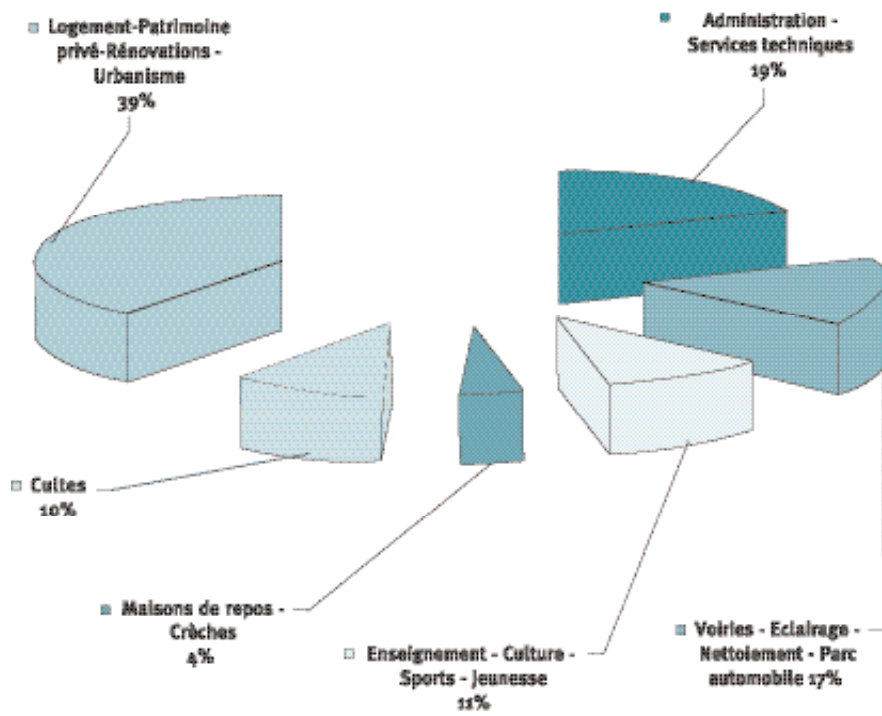 Logement-Patrimoine
privé-Rénovations -
Urbanisme
39%
Administration -
Services techniques
19%
Cultes
10%
Maisons de repos -
Crèches
4%
Enseignement - Culture -
Sports - Jeunesse
11%
Voiries - Eclairage -
Nettoiement - Parc
automobile 17%